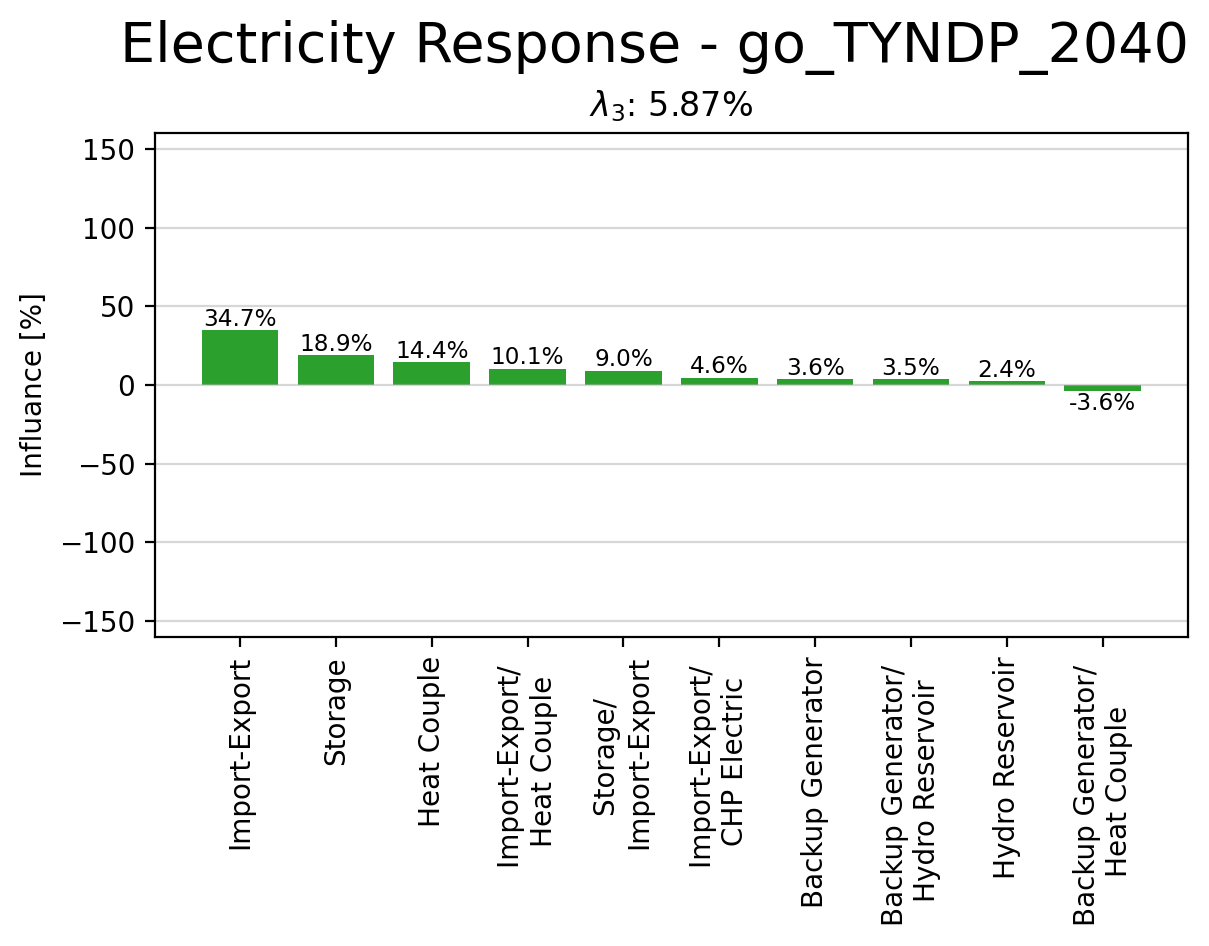 Electricity Response - go_TYNDP_2040
λ₃: 5.87%
Influance [%]
150
100
50
0
−50
−100
−150
34.7%
18.9%
14.4%
10.1%
9.0%
4.6%
3.6%
3.5%
2.4%
-3.6%
Import-Export
Storage
Heat Couple
Import-Export/
Heat Couple
Storage/
Import-Export
Import-Export/
CHP Electric
Backup Generator
Backup Generator/
Hydro Reservoir
Hydro Reservoir
Backup Generator/
Heat Couple